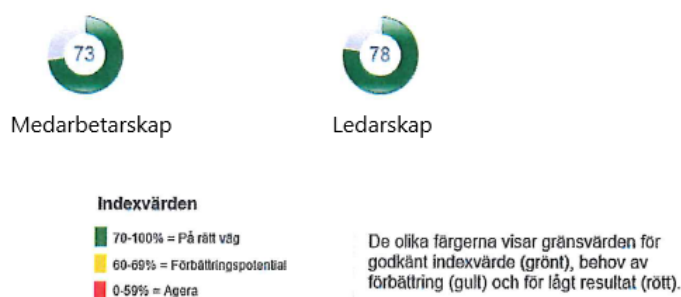 73
78
Medarbetarskap
Ledarskap
Indexvärden
70-100% = På rätt väg
60-69% = Förbättringspotential
0-59% = Agera
De olika färgerna visar gränsvärden för
godkänt indexvärde (grönt), behov av
förbättring (gult) och för lågt resultat (rött).